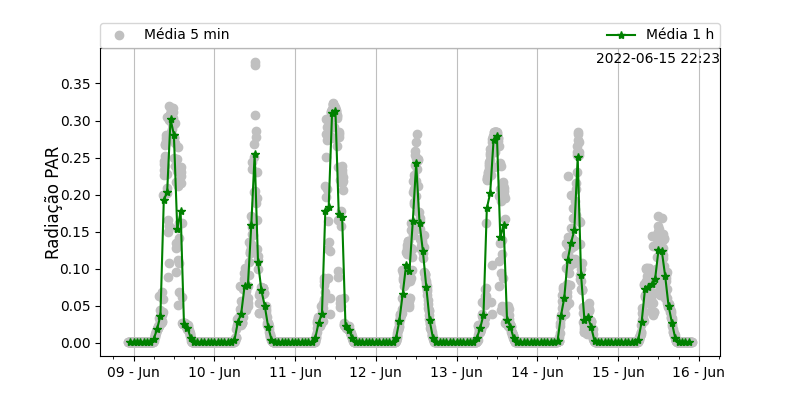 Média 5 min
Média 1 h
2022-06-15 22:23
Radiação PAR
0.35
0.30
0.25
0.20
0.15
0.10
0.05
0.00
09 - Jun
10 - Jun
11 - Jun
12 - Jun
13 - Jun
14 - Jun
15 - Jun
16 - Jun